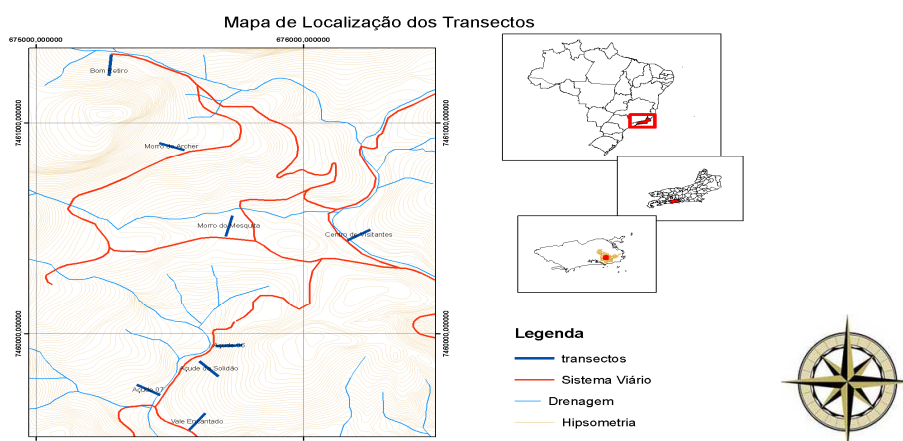 Mapa de Localização dos Transectos
675000,000000
676000,000000
Bom Retiro
7461000,000000
7461000,000000
Morro do Archer
Morro do Mesquita
Centro de Visitantes
7460000,000000
7460000,000000
Açude da Solidão
Açude 07
Vale Encantado
Legenda
transectos
Sistema Viário
Drenagem
Hipsometria